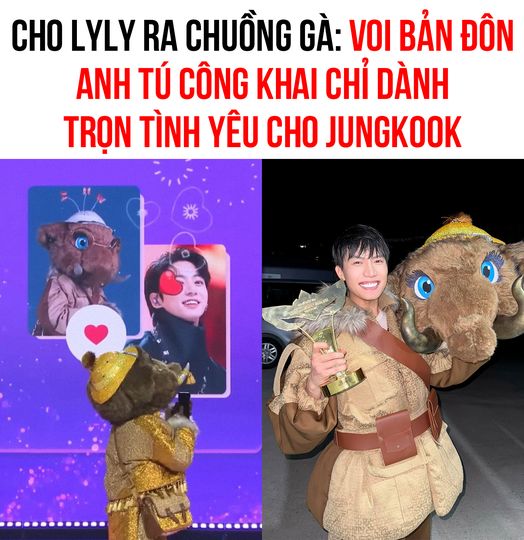 CHO LYLY RA CHUỒNG GÀ: VOI BẢN ĐÔN
ANH TÚ CÔNG KHAI CHỈ DÀNH
TRỌN TÌNH YÊU CHO JUNGKOOK